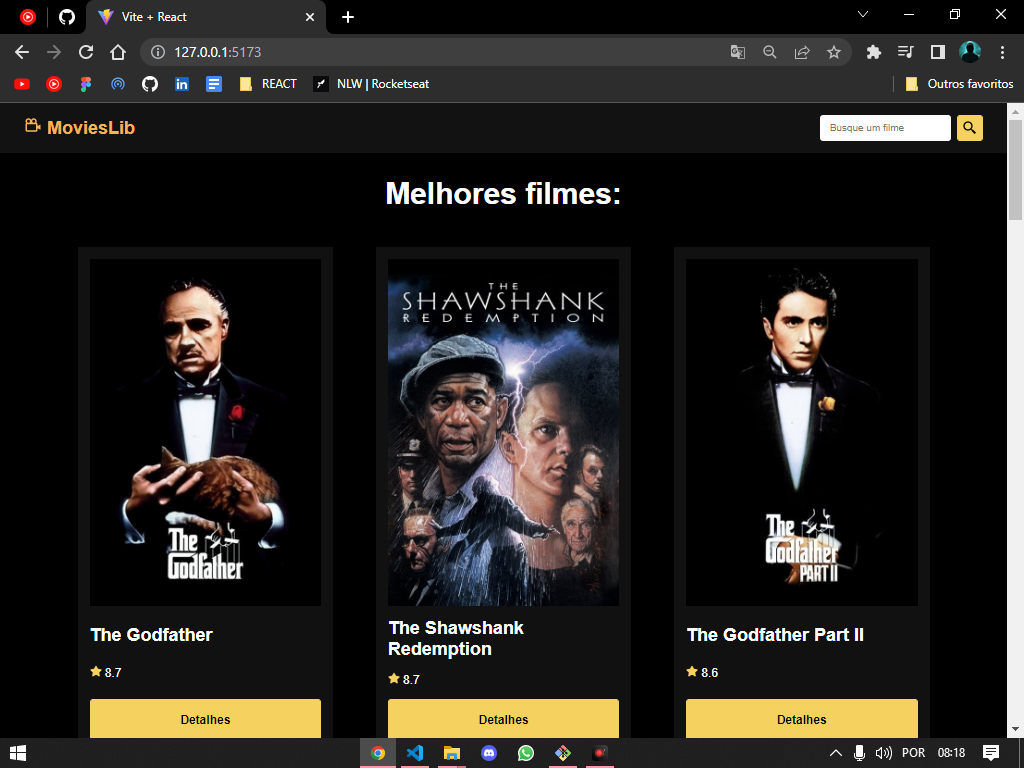 Vite + React
127.0.0.1:5173
REACT
NLW | Rocketseat
Outros favoritos
MoviesLib
Busque um filme
Melhores filmes:
The Godfather
THE SHAWSHANK REDEMPTION
The Godfather PART II
The Godfather
The Shawshank
Redemption
The Godfather Part II
8.7
8.7
8.6
Detalhes
Detalhes
Detalhes
POR
08:18